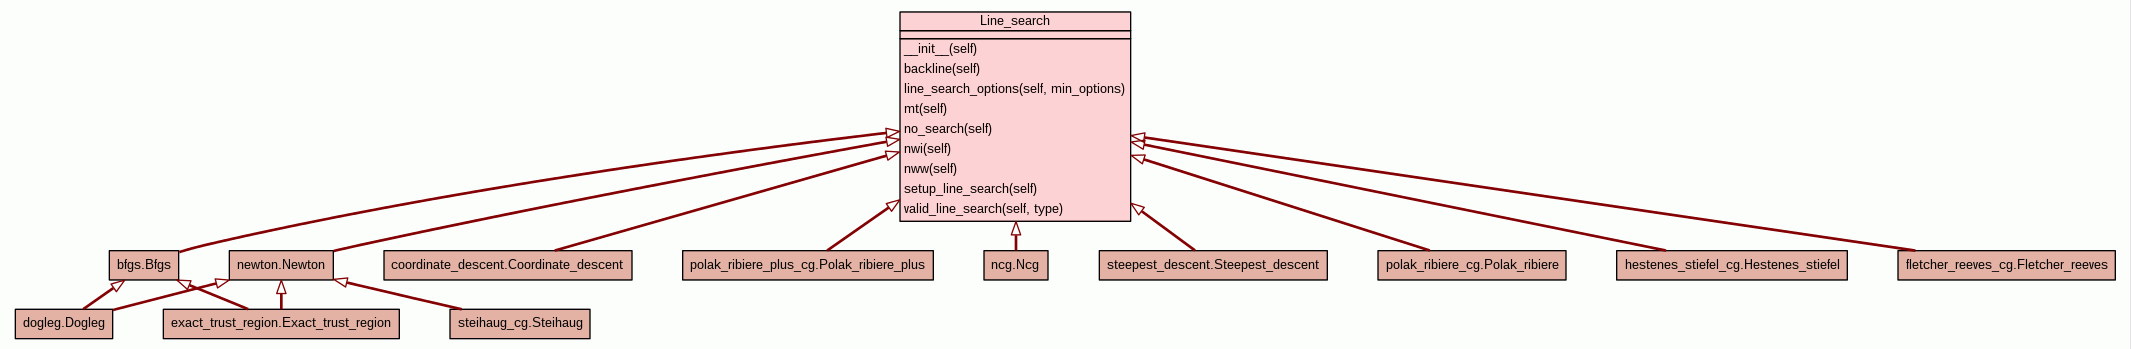 Line_search
__init__(self)
backline(self)
line_search_options(self, min_options)
mt(self)
no_search(self)
nwi(self)
nww(self)
setup_line_search(self)
valid_line_search(self, type)
bfgs.Bfgs
newton.Newton
coordinate_descent.Coordinate_descent
polak_ribiere_plus_cg.Polak_ribiere_plus
ncg.Ncg
steepest_descent.Steepest_descent
polak_ribiere_cg.Polak_ribiere
hestenes_stiefel_cg.Hestenes_stiefel
fletcher_reeves_cg.Fletcher_reeves
dogleg.Dogleg
exact_trust_region.Exact_trust_region
steihaug_cg.Steihaug